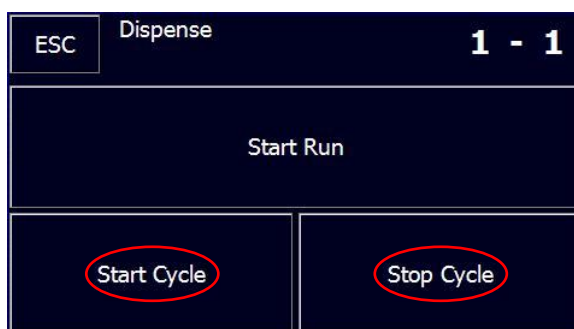 ESC
Dispense
1 - 1
Start Run
Start Cycle
Stop Cycle